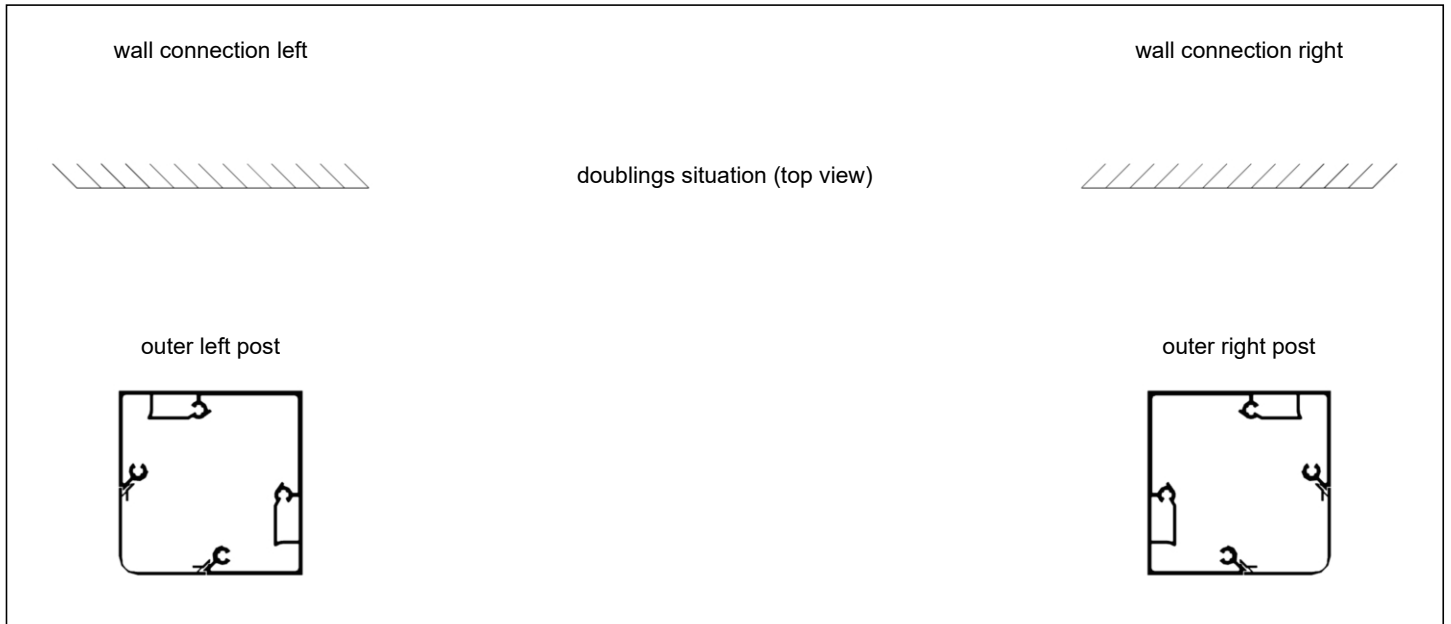 wall connection left
wall connection right
doublings situation (top view)
outer left post
outer right post